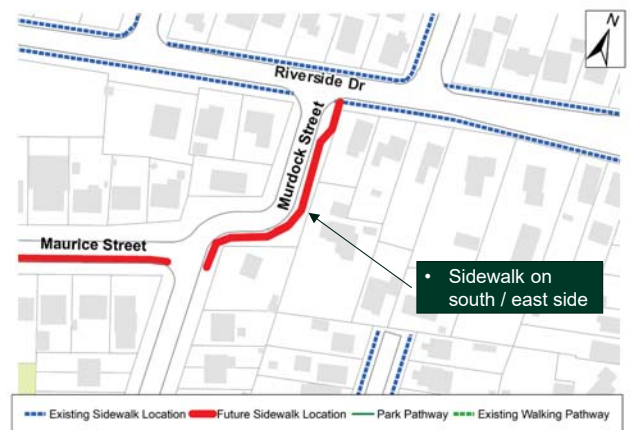 N
Riverside Dr
Murdock Street
Maurice Street
• Sidewalk on
south / east side
Existing Sidewalk Location Future Sidewalk Location Park Pathway Existing Walking Pathway